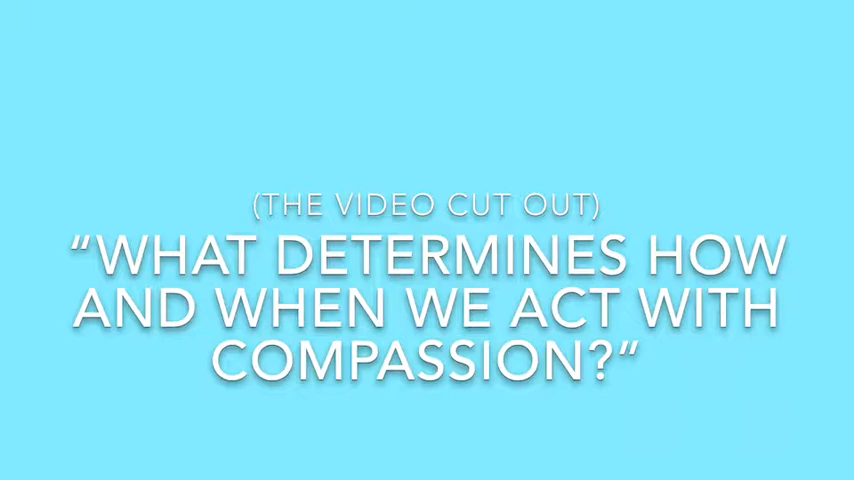 (THE VIDEO CUT OUT)
“WHAT DETERMINES HOW
AND WHEN WE ACT WITH
COMPASSION?“